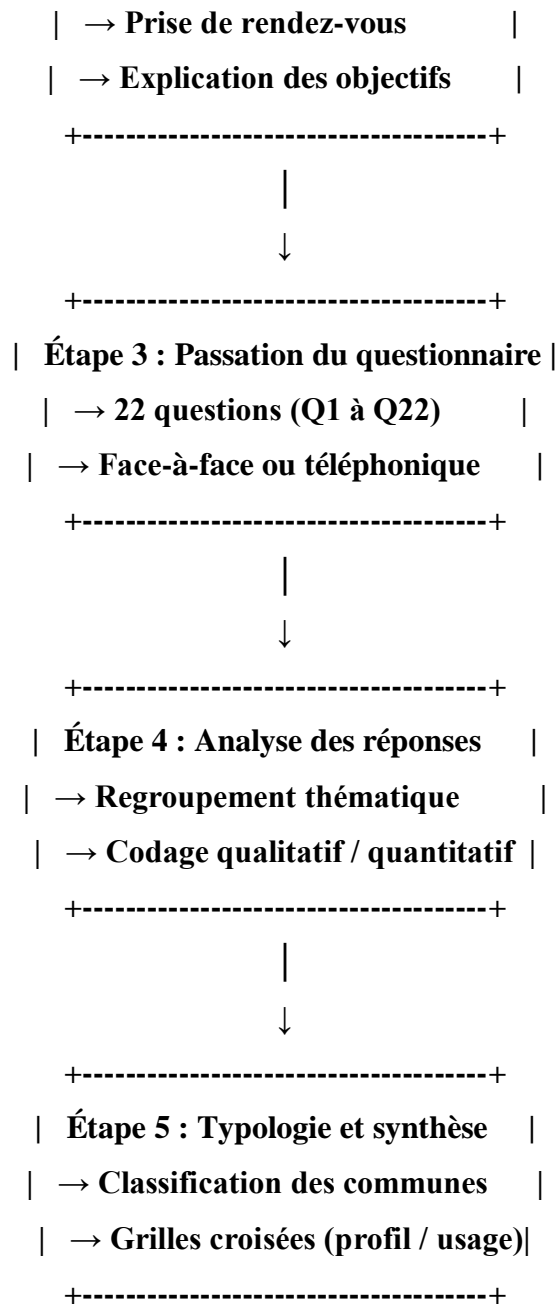 | → Prise de rendez-vous |
| → Explication des objectifs |
+-------------------------------------+
|
↓
+-------------------------------------+
| Étape 3 : Passation du questionnaire |
| → 22 questions (Q1 à Q22) |
| → Face-à-face ou téléphonique |
+-------------------------------------+
|
↓
+-------------------------------------+
| Étape 4 : Analyse des réponses |
| → Regroupement thématique |
| → Codage qualitatif / quantitatif |
+-------------------------------------+
|
↓
+-------------------------------------+
| Étape 5 : Typologie et synthèse |
| → Classification des communes |
| → Grilles croisées (profil / usage)|
+-------------------------------------+